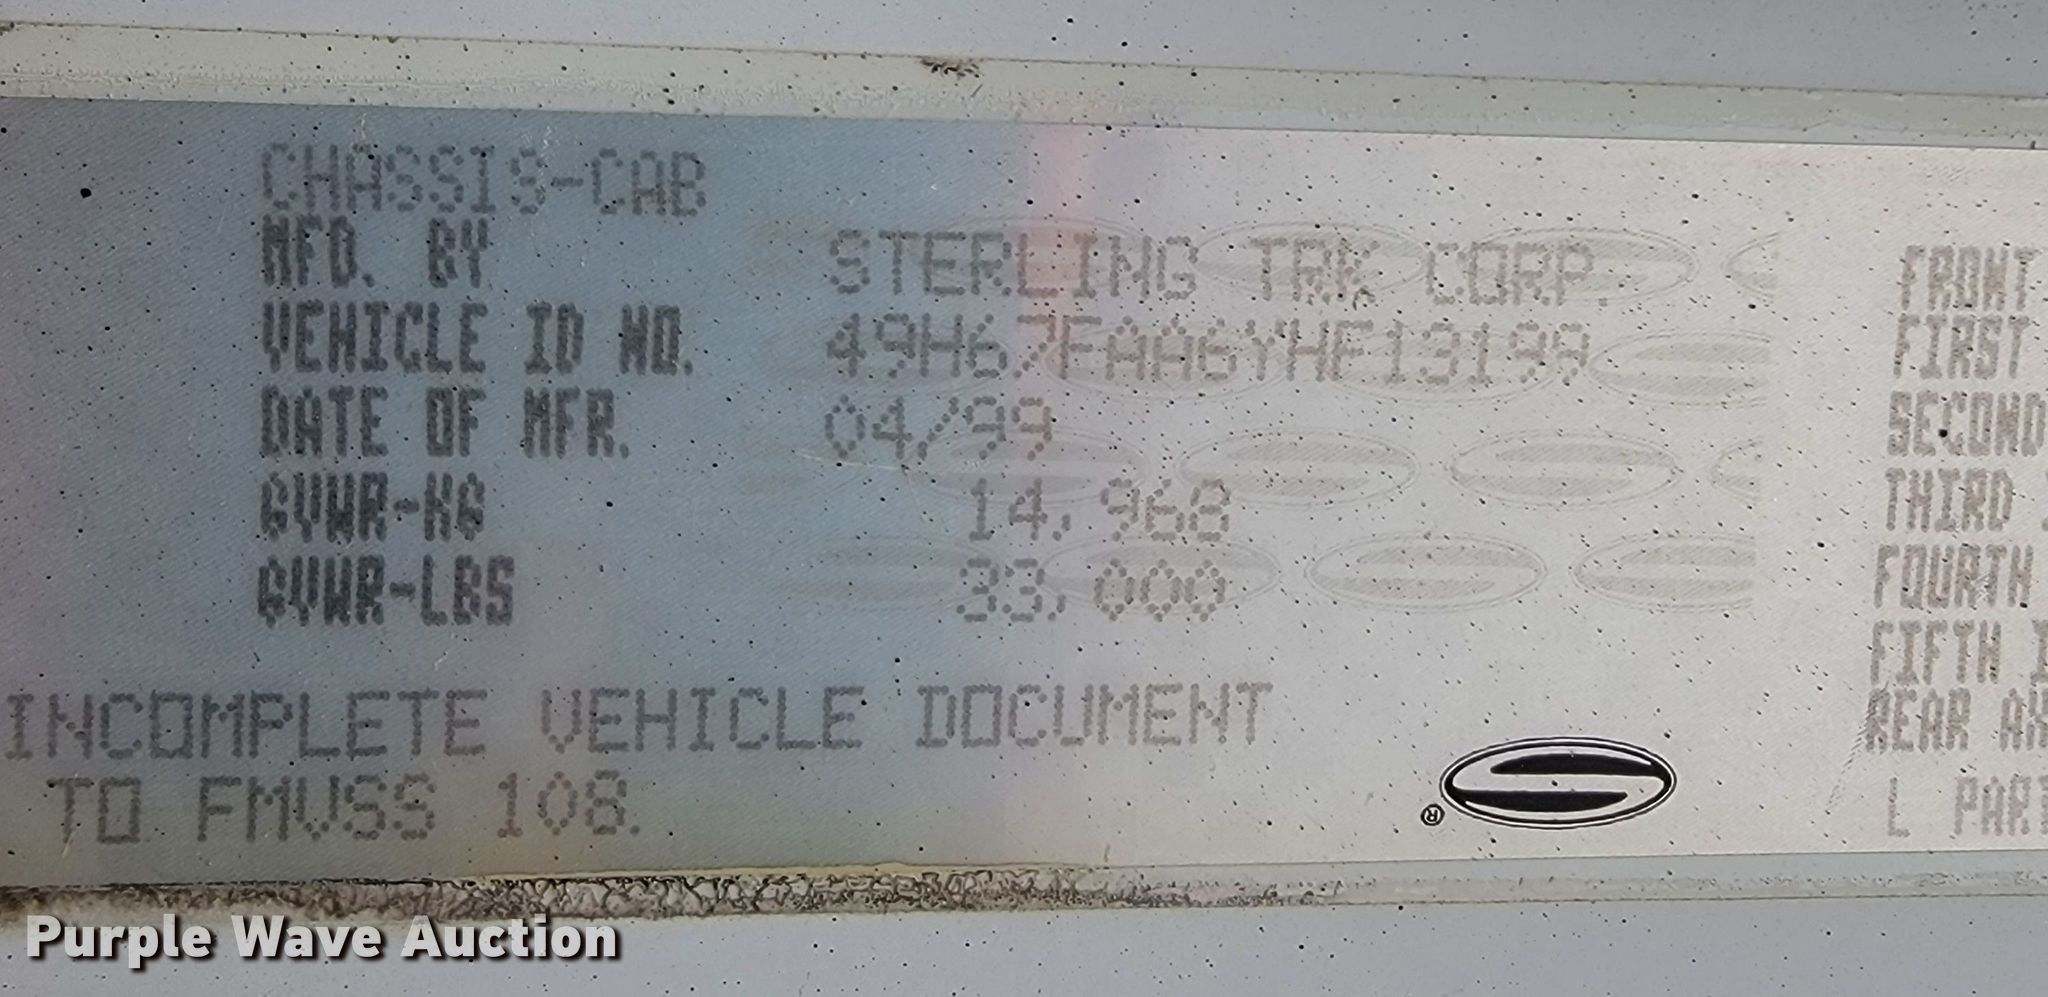 CHASSIS-CAB
MFD. BY STERLING TRK CORP.
VEHICLE ID NO. 49H67FAA6YHF13199
DATE OF MFR. 04/99
GVWR-KG 14,968
GVWR-LBS 33,000
INCOMPLETE VEHICLE DOCUMENT
TO FMVSS 108.
®
FRONT
FIRST
SECOND
THIRD
FOURTH
FIFTH
REAR
L PART
Purple Wave Auction